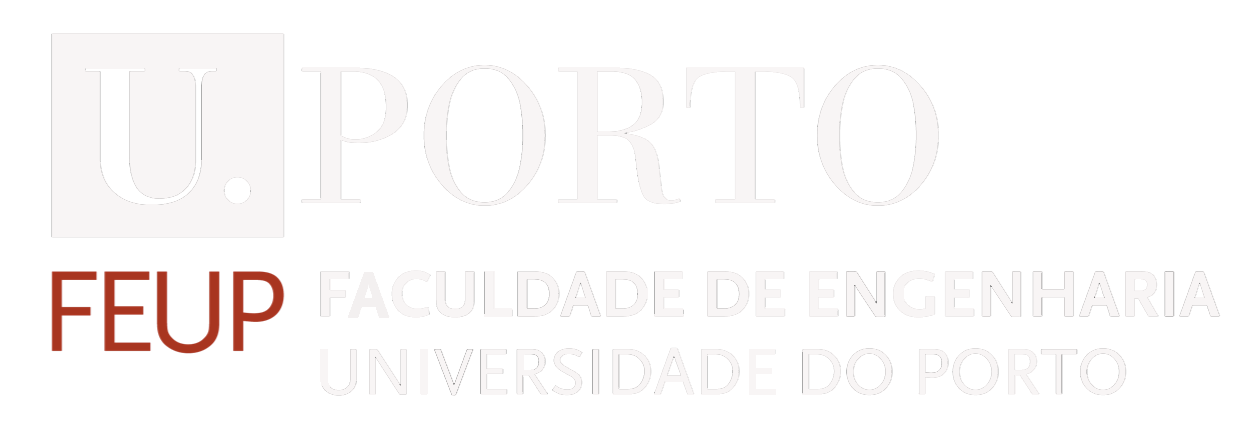 U.PORTO
FEUP FACULDADE DE ENGENHARIA
UNIVERSIDADE DO PORTO